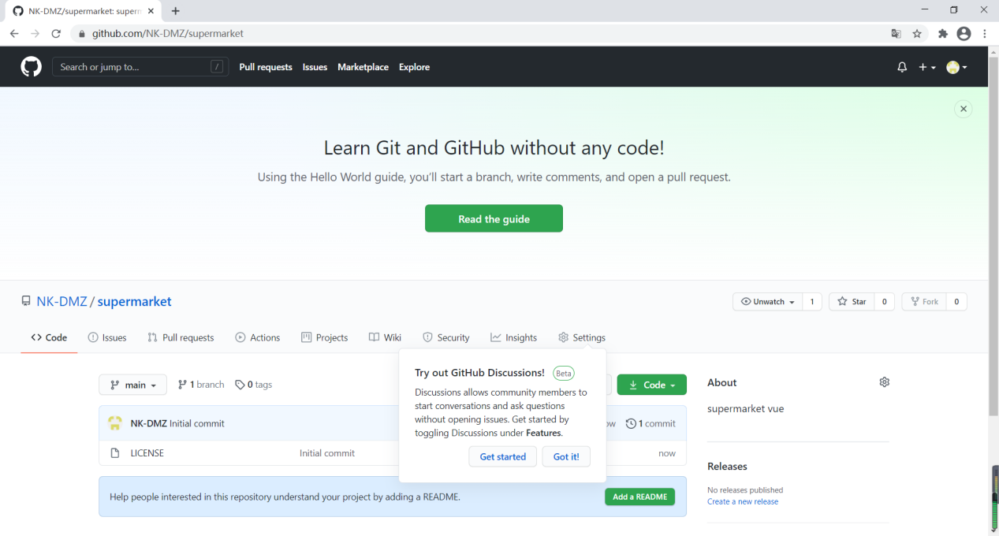 NK-DMZ/supermarket: superm
github.com/NK-DMZ/supermarket
Search or jump to...
/
Pull requests
Issues
Marketplace
Explore
Learn Git and GitHub without any code!
Using the Hello World guide, you'll start a branch, write comments, and open a pull request.
Read the guide
NK-DMZ / supermarket
Unwatch
1
Star
0
Fork
0
Code
Issues
Pull requests
Actions
Projects
Wiki
Security
Insights
Settings
Try out GitHub Discussions!
Beta
Discussions allows community members to
start conversations and ask questions
without opening issues. Get started by
toggling Discussions under Features.
Get started
Got it!
main
1 branch
0 tags
Code
NK-DMZ Initial commit
ow
1 commit
LICENSE
Initial commit
now
Help people interested in this repository understand your project by adding a README.
Add a README
About
supermarket vue
Releases
No releases published
Create a new release